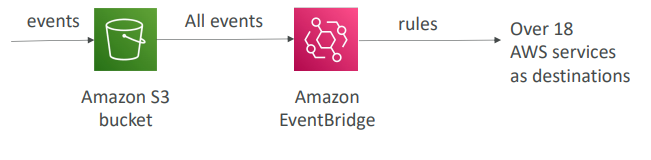 events
All events
rules
Over 18
AWS services
as destinations
Amazon S3
bucket
Amazon
EventBridge